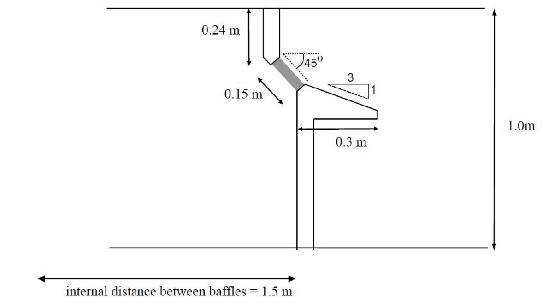 0.24 m
45°
3
1
0.15 m
1.0m
0.3 m
internal distance between baffles = 1.5 m